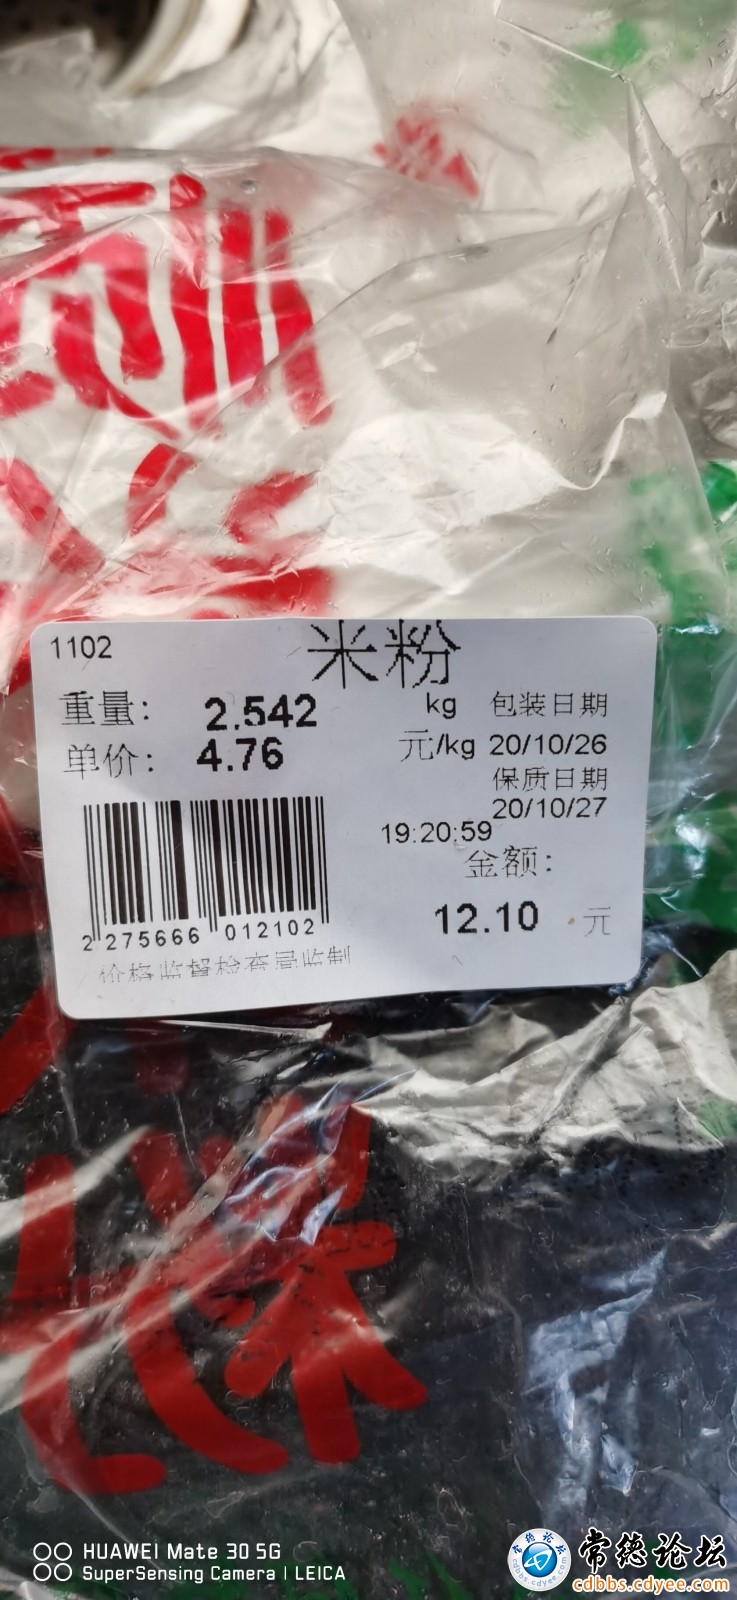 1102
米粉
重量： 2.542 kg 包装日期
单价： 4.76 元/kg 20/10/26
保质日期
20/10/27
19:20:59
金额：
12.10 元
2 275666 012102
价格监督检查局监制
HUAWEI Mate 30 5G
SuperSensing Camera | LEICA
常德论坛
cdbbs.cdyee.com